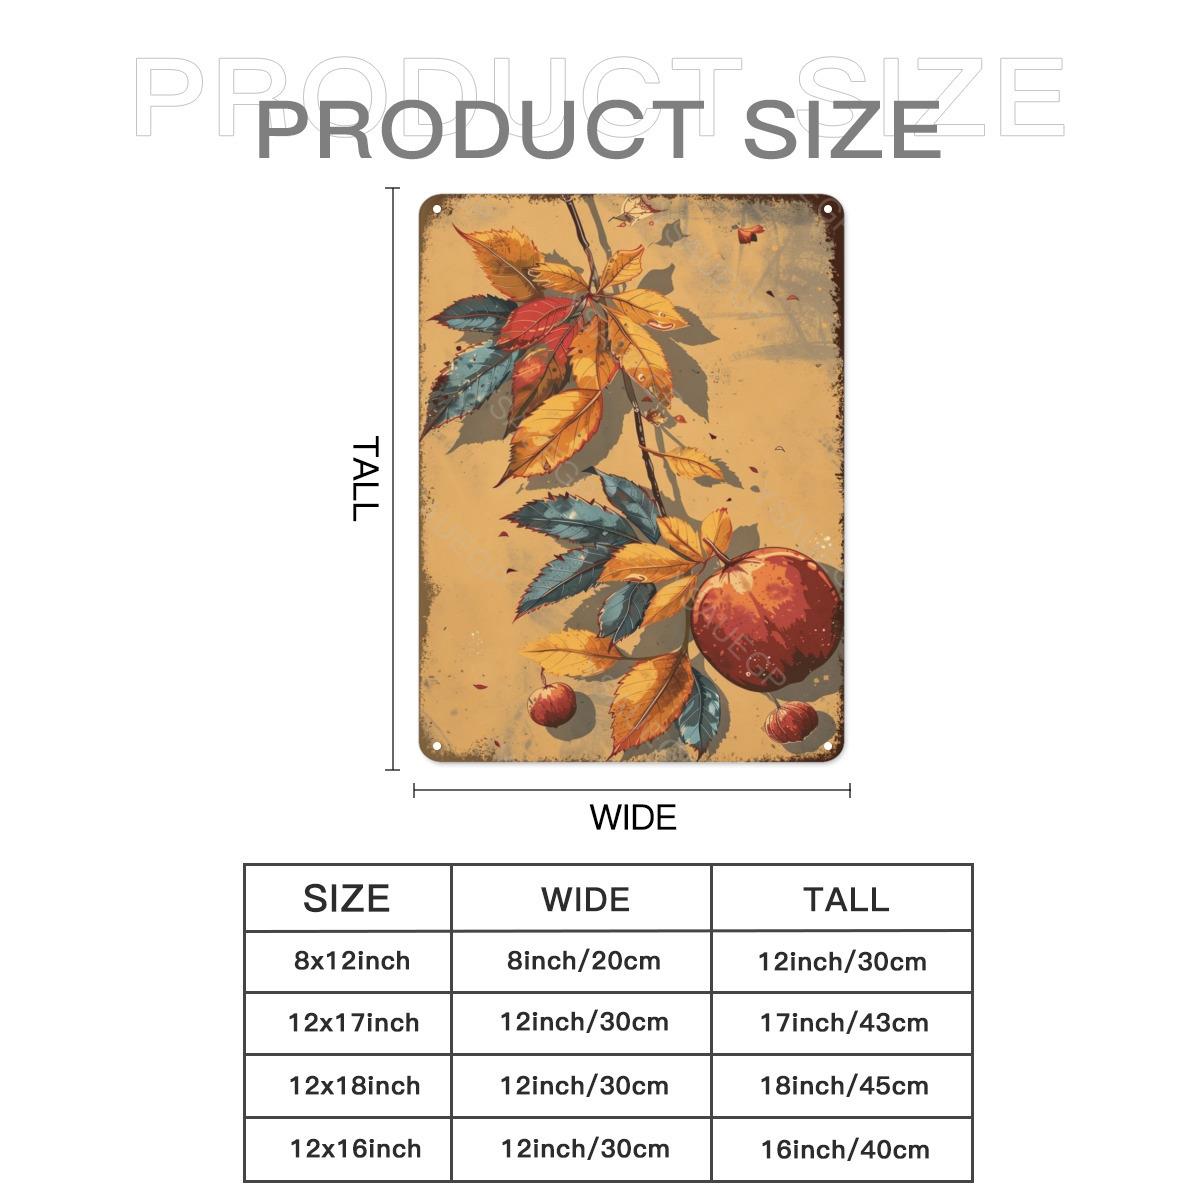 PRODUCT SIZE
PRODUCT SIZE
TALL
WIDE
SIZE WIDE TALL
8x12inch 8inch/20cm 12inch/30cm
12x17inch 12inch/30cm 17inch/43cm
12x18inch 12inch/30cm 18inch/45cm
12x16inch 12inch/30cm 16inch/40cm